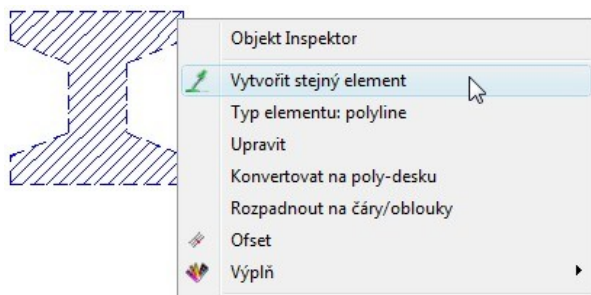 Objekt Inspektor
Vytvořit stejný element
Typ elementu: polyline
Upravit
Konvertovat na poly-desku
Rozpadnout na čáry/oblouky
Ofset
Výplň